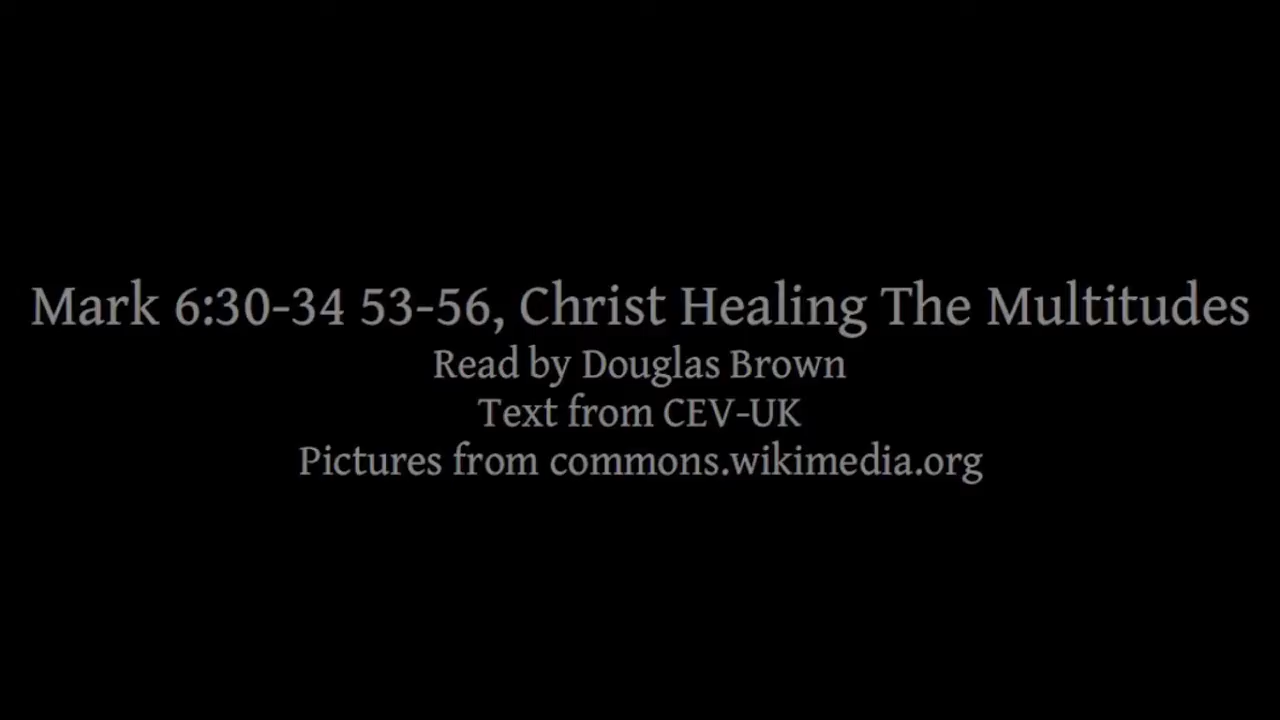 Mark 6:30-34 53-56, Christ Healing The Multitudes
Read by Douglas Brown
Text from CEV-UK
Pictures from commons.wikimedia.org